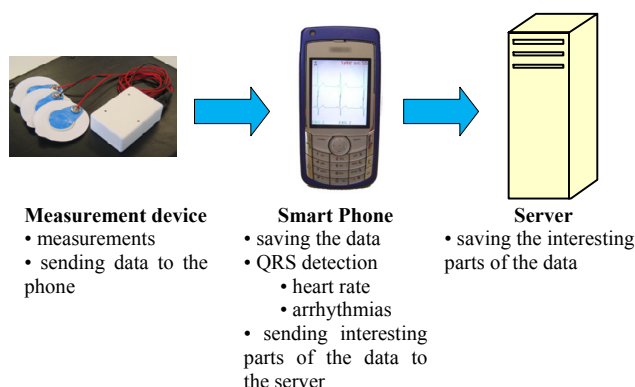 Measurement device
• measurements
• sending data to the
phone
Smart Phone
• saving the data
• QRS detection
• heart rate
• arrhythmias
• sending interesting
parts of the data to
the server
Server
• saving the interesting
parts of the data